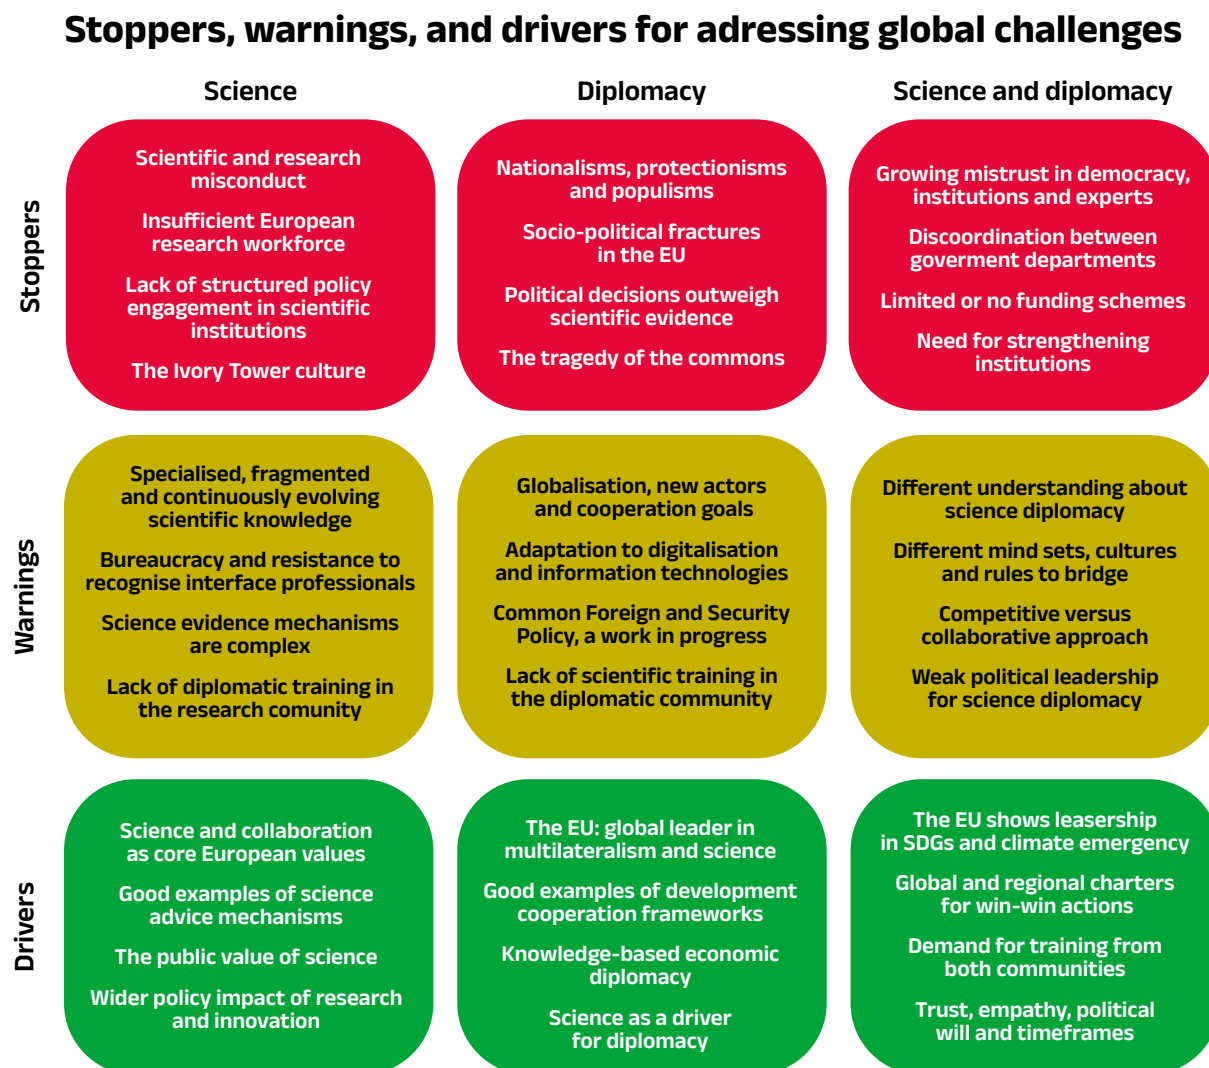 Stoppers, warnings, and drivers for adressing global challenges
Science
Diplomacy
Science and diplomacy
Stoppers
Scientific and research
misconduct
Insufficient European
research workforce
Lack of structured policy
engagement in scientific
institutions
The Ivory Tower culture
Nationalisms, protectionisms
and populisms
Socio-political fractures
in the EU
Political decisions outweigh
scientific evidence
The tragedy of the commons
Growing mistrust in democracy,
institutions and experts
Discoordination between
goverment departments
Limited or no funding schemes
Need for strengthening
institutions
Warnings
Specialised, fragmented
and continuously evolving
scientific knowledge
Bureaucracy and resistance to
recognise interface professionals
Science evidence mechanisms
are complex
Lack of diplomatic training in
the research comunity
Globalisation, new actors
and cooperation goals
Adaptation to digitalisation
and information technologies
Common Foreign and Security
Policy, a work in progress
Lack of scientific training in
the diplomatic community
Different understanding about
science diplomacy
Different mind sets, cultures
and rules to bridge
Competitive versus
collaborative approach
Weak political leadership
for science diplomacy
Drivers
Science and collaboration
as core European values
Good examples of science
advice mechanisms
The public value of science
Wider policy impact of research
and innovation
The EU: global leader in
multilateralism and science
Good examples of development
cooperation frameworks
Knowledge-based economic
diplomacy
Science as a driver
for diplomacy
The EU shows leasership
in SDGs and climate emergency
Global and regional charters
for win-win actions
Demand for training from
both communities
Trust, empathy, political
will and timeframes